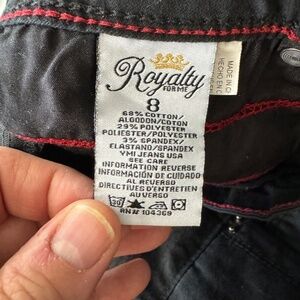 Royalty
FOR ME
8
68% COTTON/
ALGODON/COTON
29% POLYESTER
POLIESTER/POLYESTER
3% SPANDEX/
ELASTANO/SPANDEX
YMI JEANS USA
SEE CARE
INFORMATION REVERSE
INFORMACIÓN DE CUIDADO
AL REVERSO
DIRECTIVES D'ENTRETIEN
AU VERSO
30
RN# 104369
MADE IN
HECHO EN